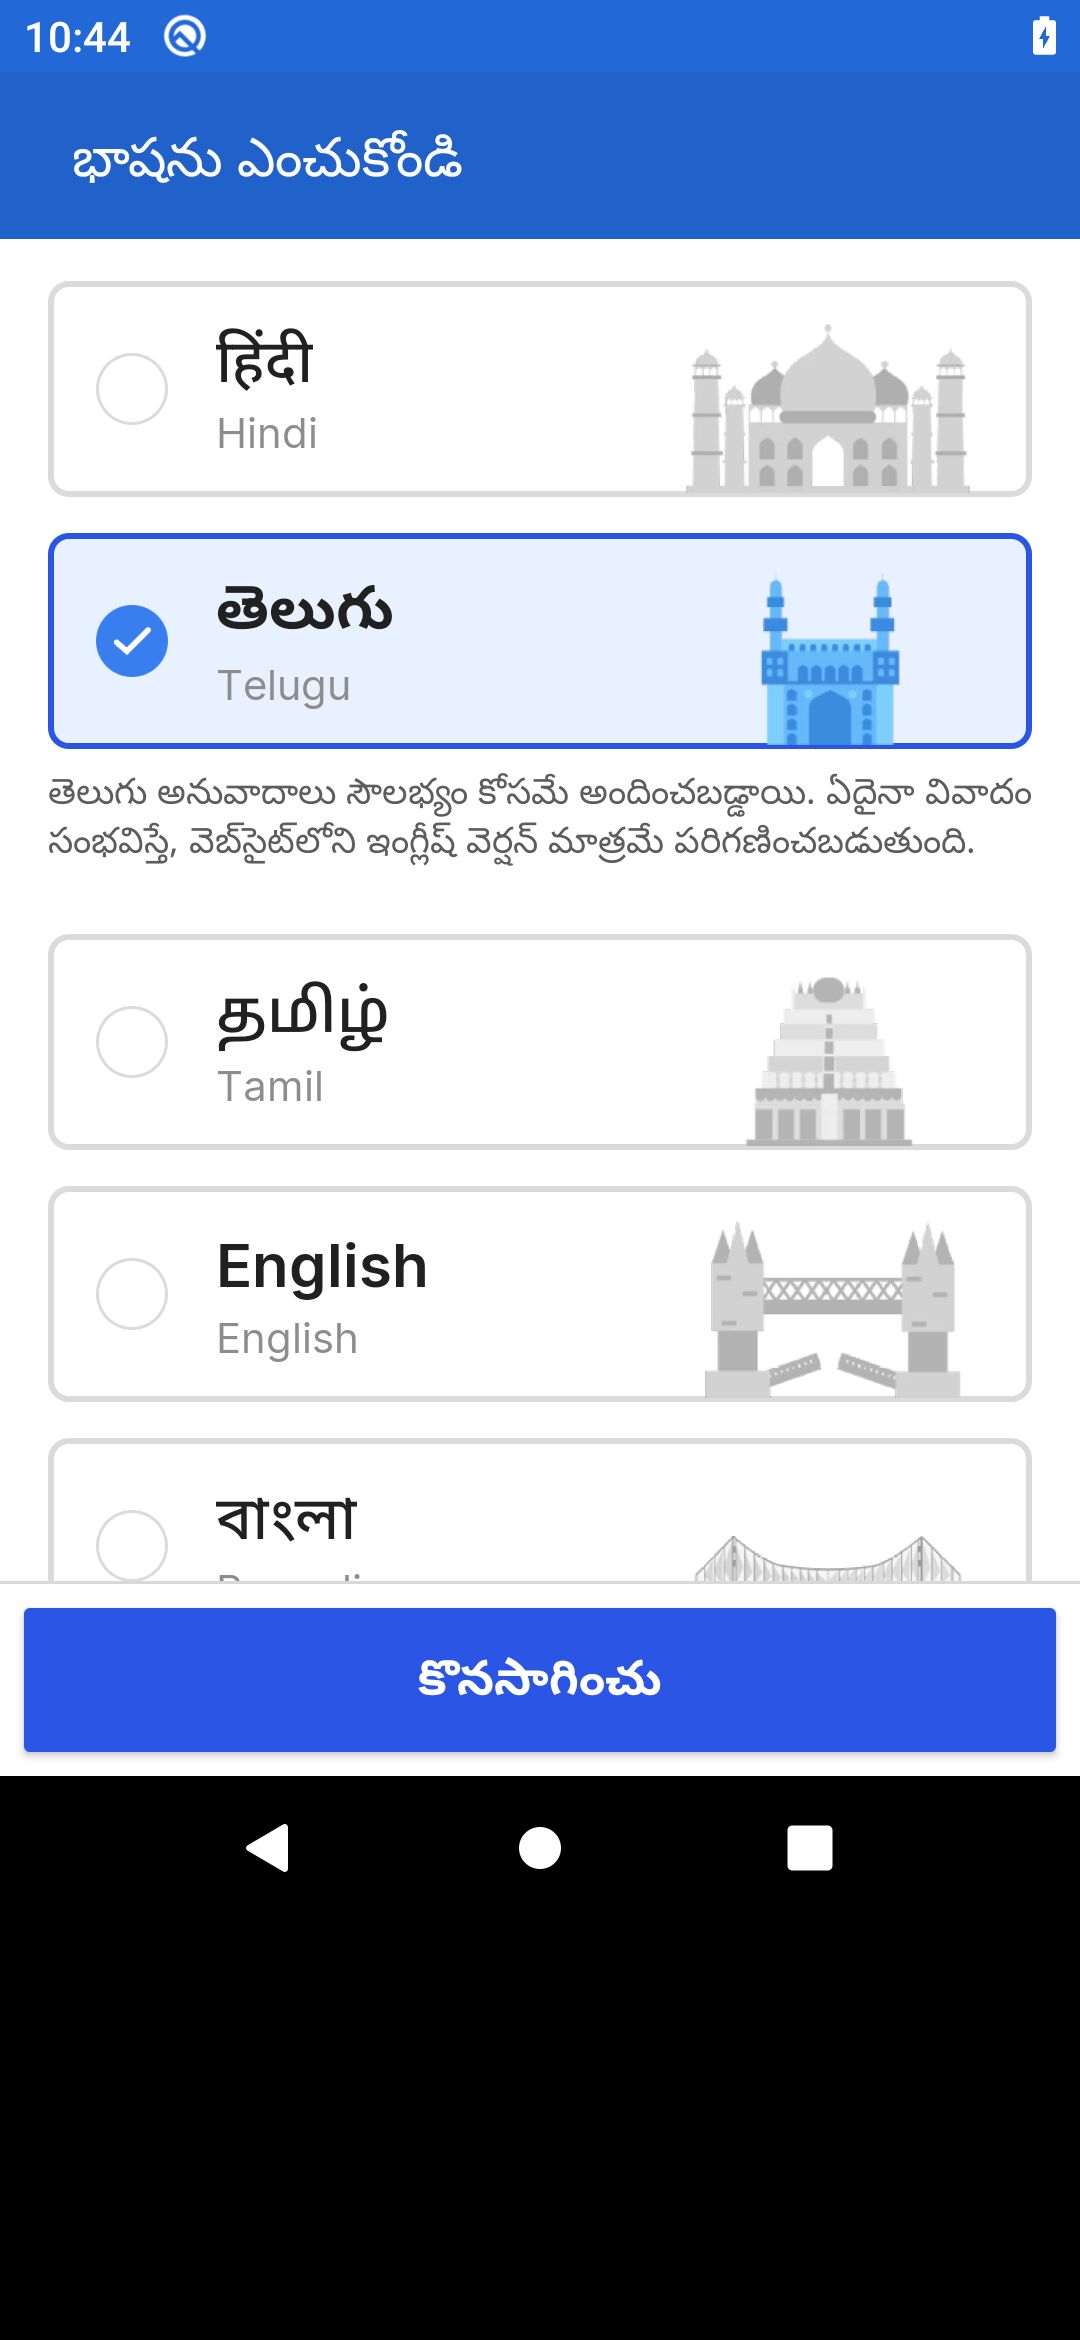 10:44
భాషను ఎంచుకోండి
हिंदी
Hindi
తెలుగు
Telugu
తెలుగు అనువాదాలు సౌలభ్యం కోసమే అందించబడ్డాయి. ఏదైనా వివాదం
సంభవిస్తే, వెబ్‌సైట్‌లోని ఇంగ్లీష్ వెర్షన్ మాత్రమే పరిగణించబడుతుంది.
தமிழ்
Tamil
English
English
বাংলা
కొనసాగించు